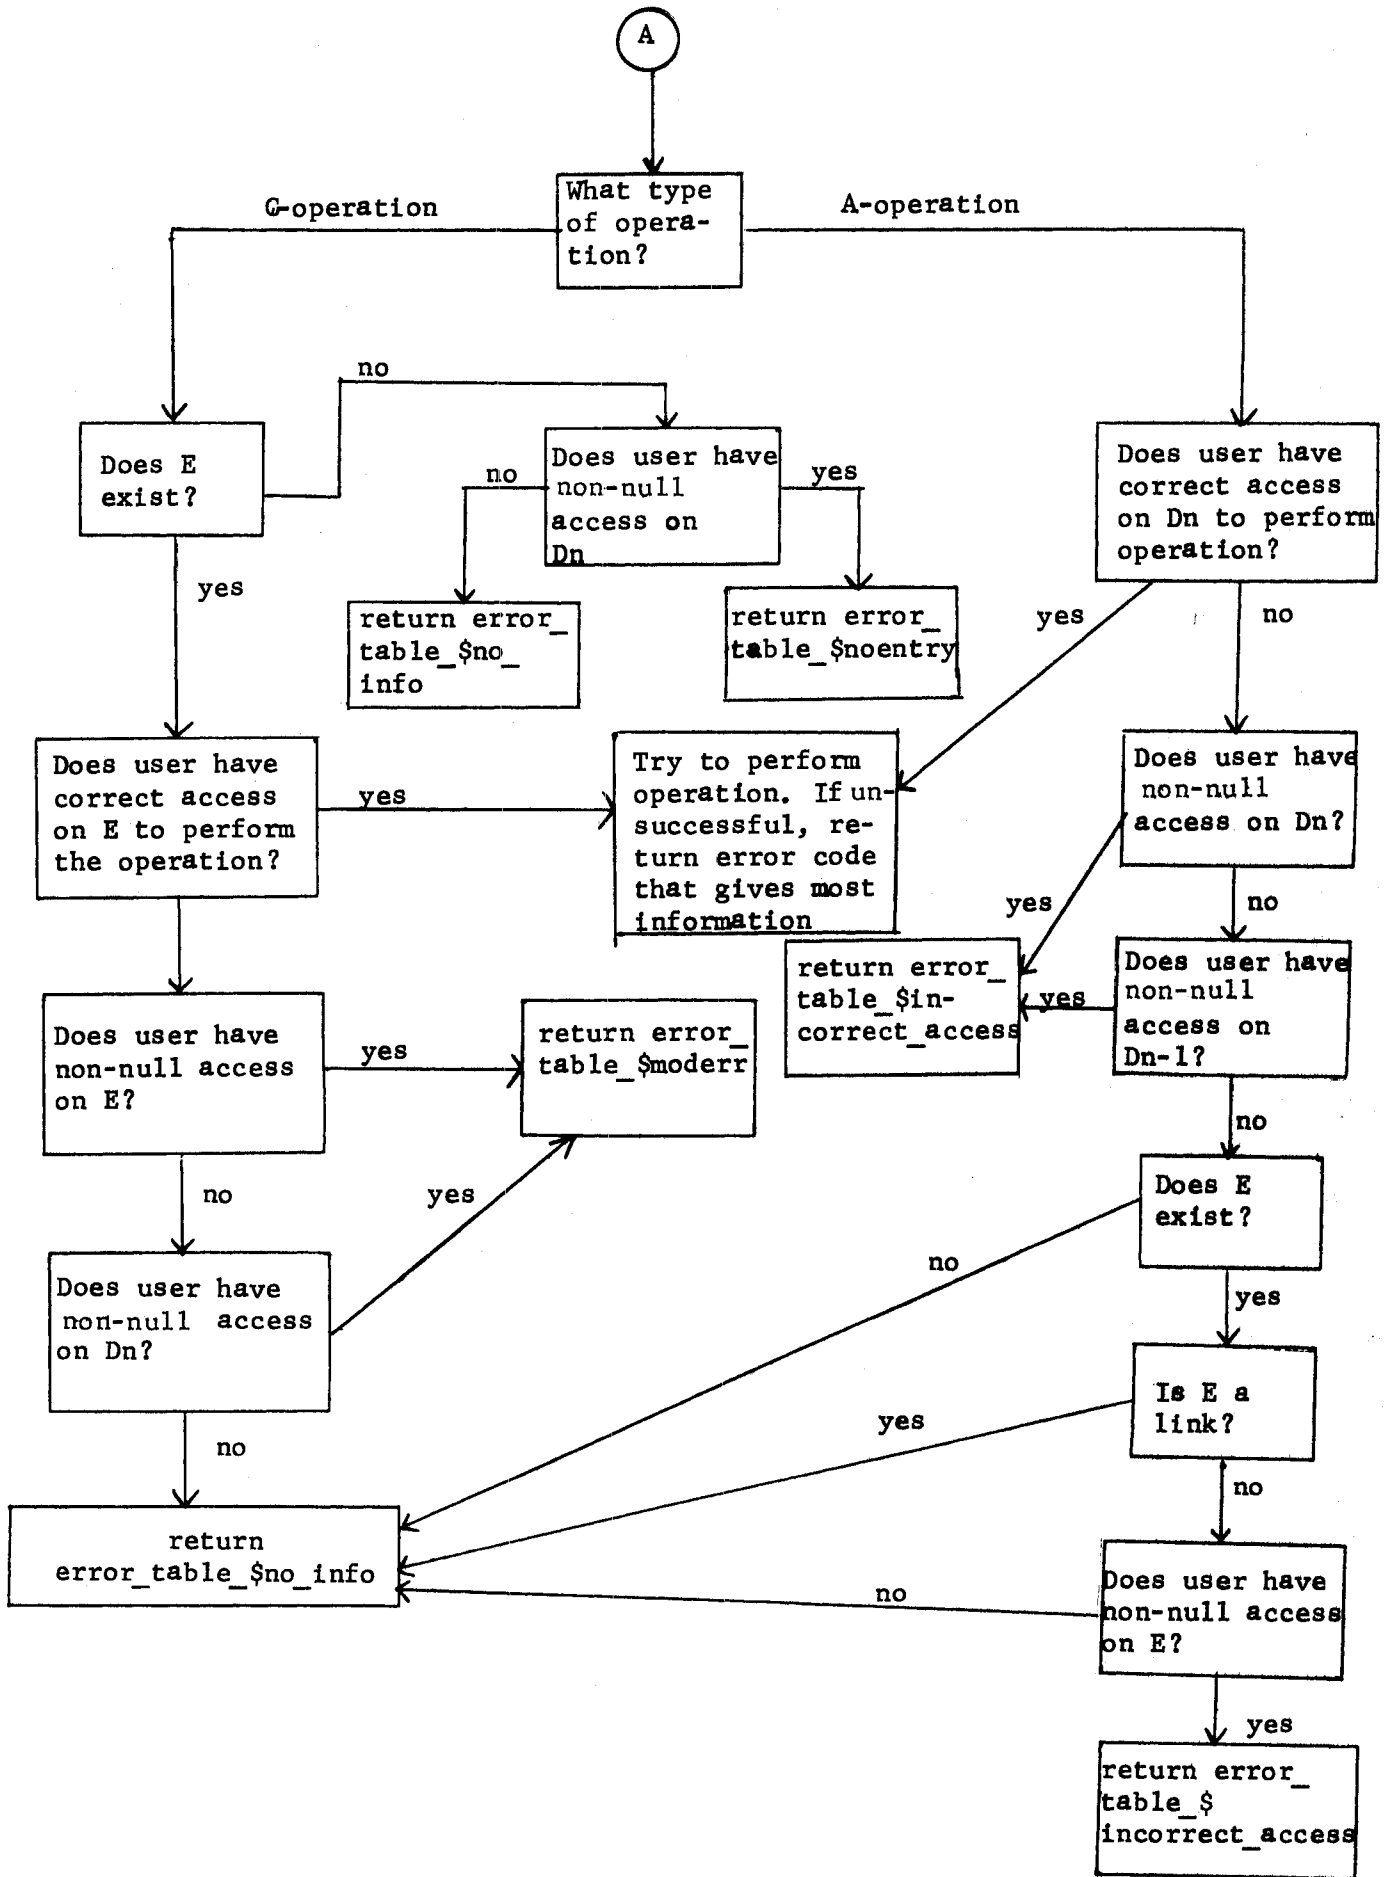 A
What type
of opera-
tion?
G-operation
A-operation
no
Does E
exist?
yes
Does user have
non-null
access on
Dn
no
yes
return error_
table_$no_
info
return error_
table_$noentry
Does user have
correct access
on Dn to perform
operation?
yes
no
Does user have
correct access
on E to perform
the operation?
yes
Try to perform
operation. If un-
successful, re-
turn error code
that gives most
information
Does user have
non-null
access on Dn?
yes
no
return error_
table_$in-
correct_access
yes
Does user have
non-null
access on
Dn-1?
no
Does user have
non-null access
on E?
yes
return error_
table_$moderr
no
yes
Does E
exist?
no
yes
Does user have
non-null access
on Dn?
no
Is E a
link?
yes
no
return
error_table_$no_info
no
Does user have
non-null access
on E?
yes
return error_
table_$
incorrect_access